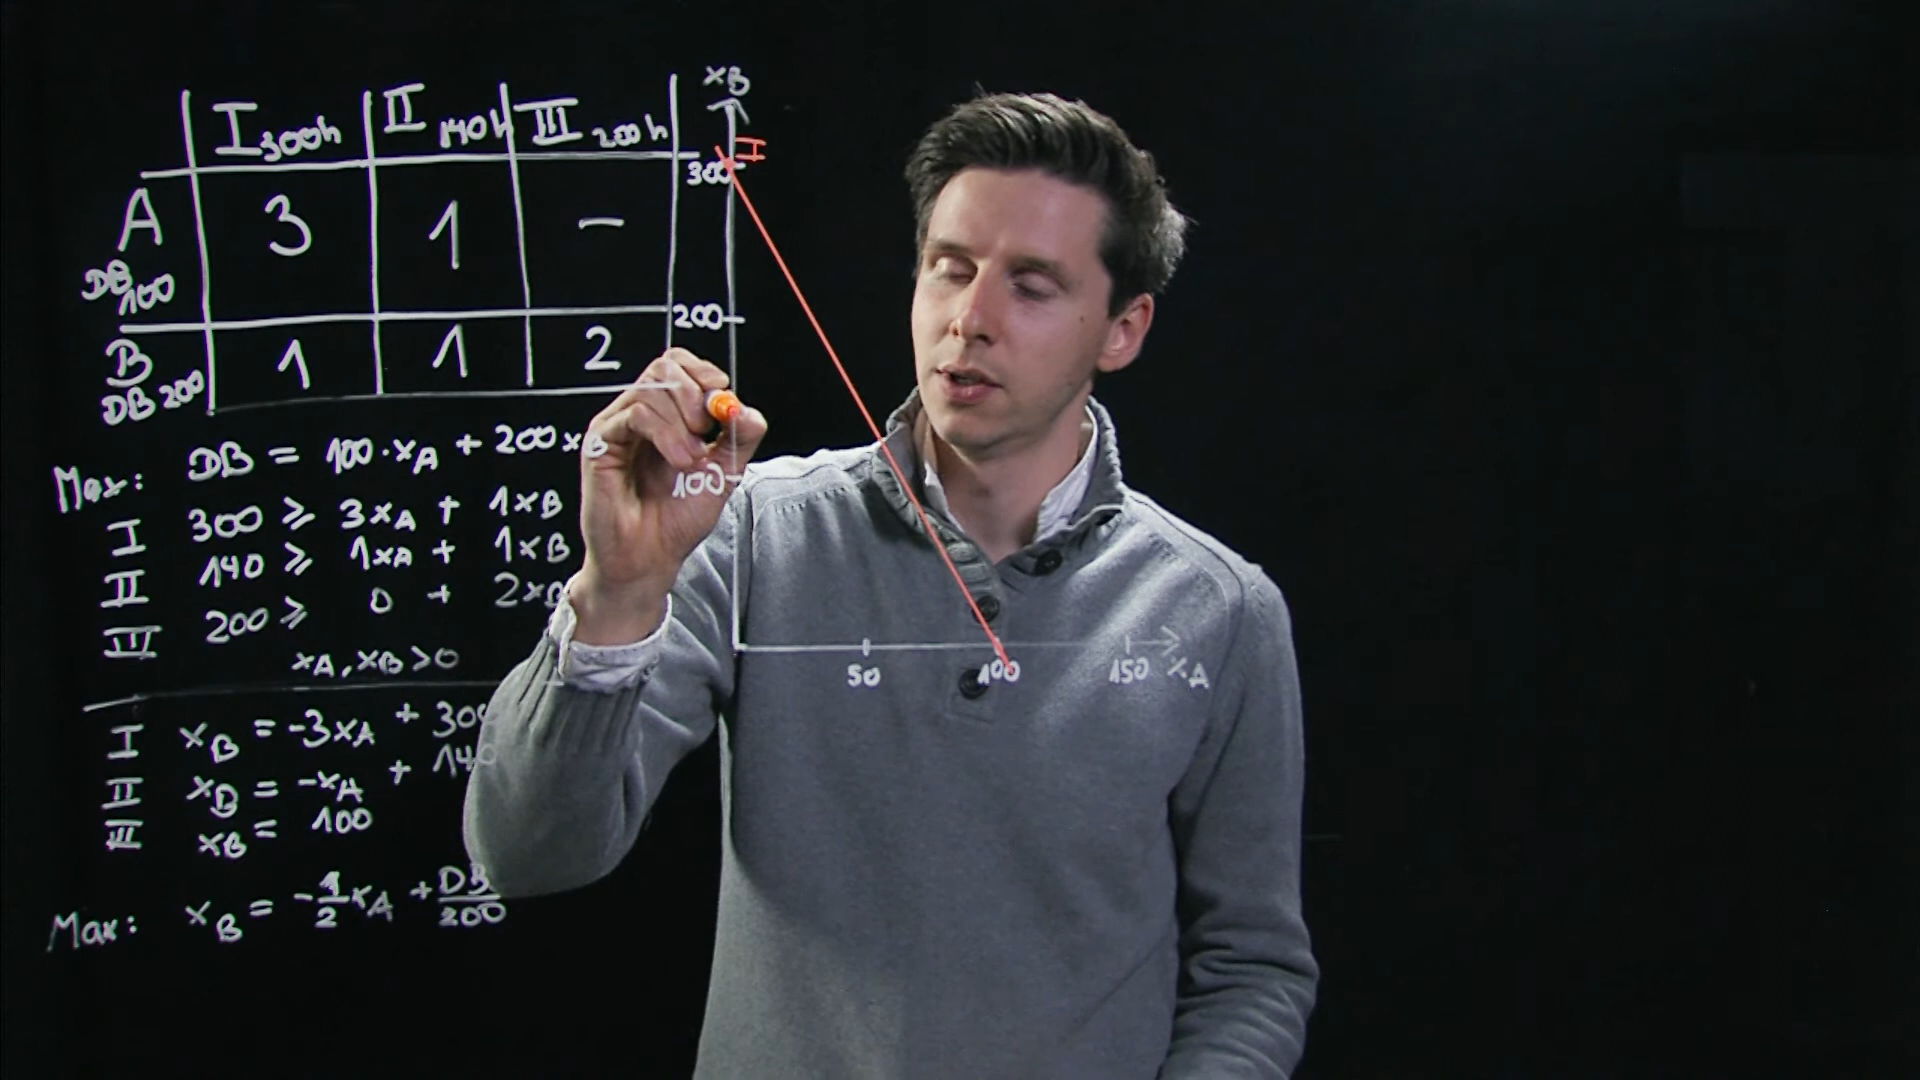 I 300h II 140h III 200h
A 3 1 –
DB 100
B 1 1 2
DB 200
Max: DB = 100·xA + 200xB
I 300 ≥ 3xA + 1xB
II 140 ≥ 1xA + 1xB
III 200 ≥ 0 + 2xB
xA, xB > 0
I xB = -3xA + 300
II xB = -xA + 140
III xB = 100
Max: xB = -1/2 xA + DB/200
xB
I
300
200
100
50 100 150 xA